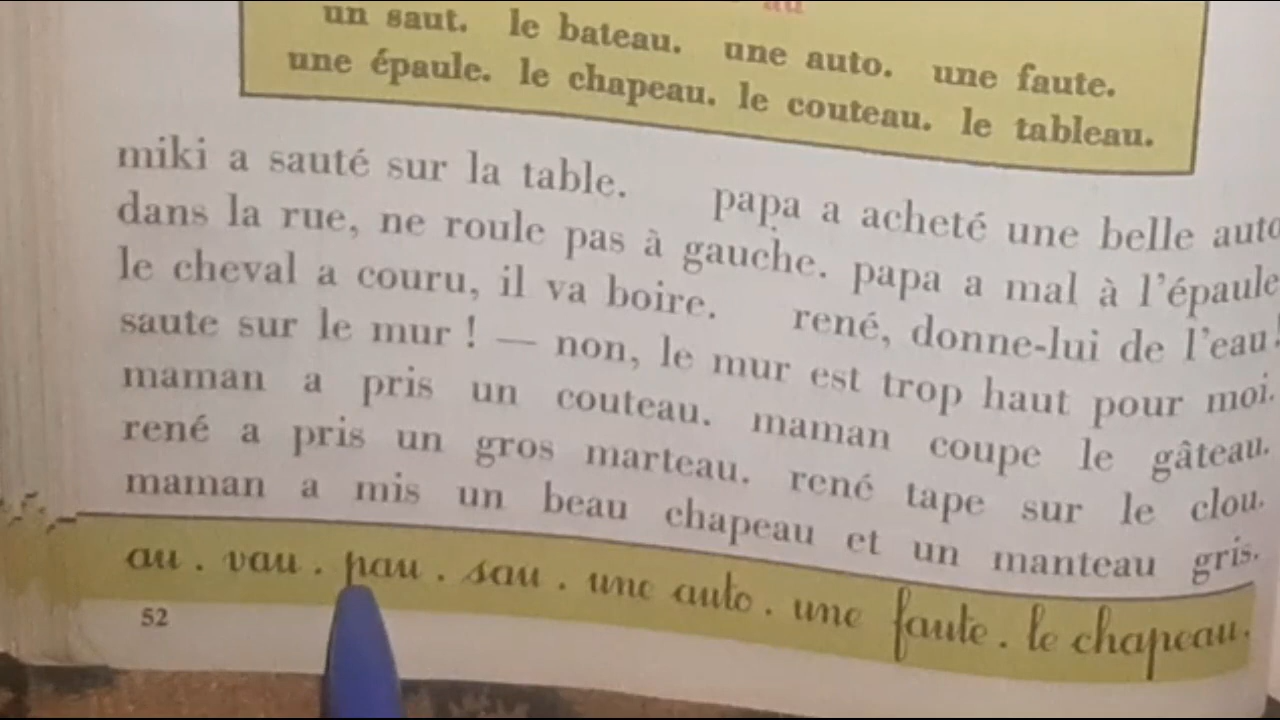 au
un saut. le bateau. une auto. une faute.
une épaule. le chapeau. le couteau. le tableau.
miki a sauté sur la table. papa a acheté une belle auto
dans la rue, ne roule pas à gauche. papa a mal à l'épaule
le cheval a couru, il va boire. rené, donne-lui de l'eau!
saute sur le mur ! — non, le mur est trop haut pour moi.
maman a pris un couteau. maman coupe le gâteau.
rené a pris un gros marteau. rené tape sur le clou.
maman a mis un beau chapeau et un manteau gris.
au . vau . pau . sau . une auto . une faute . le chapeau.
52